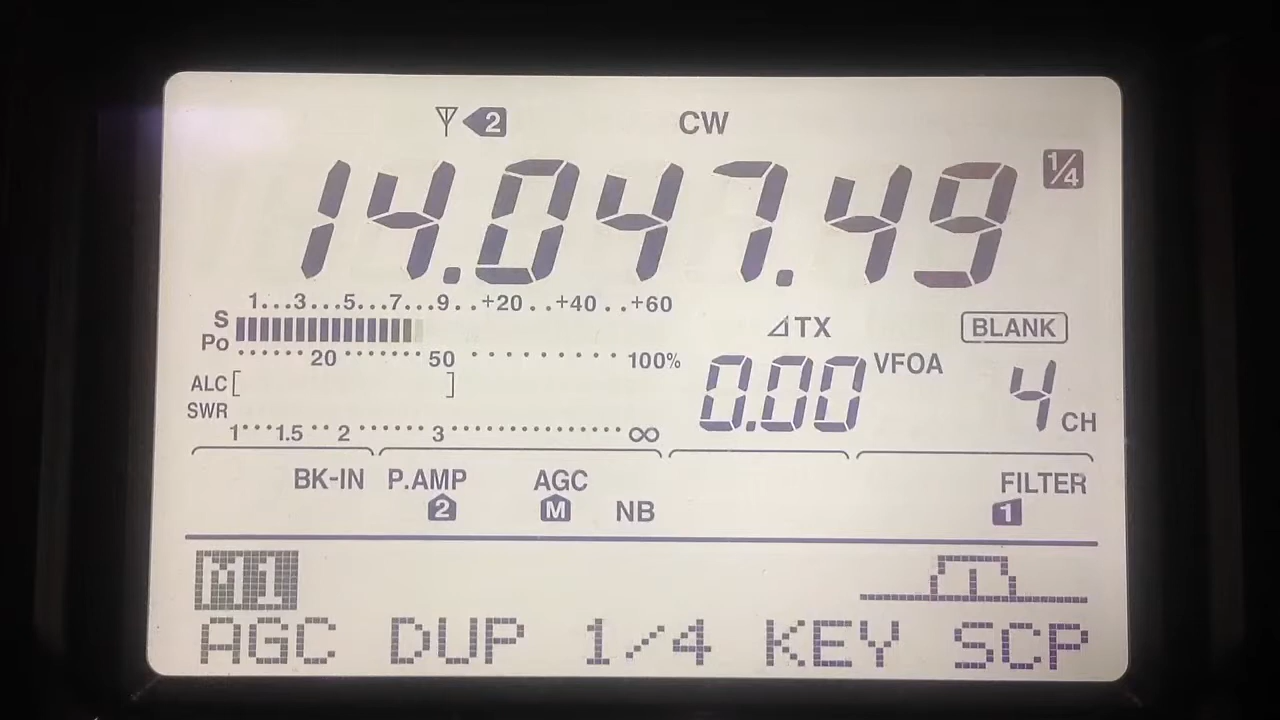 2 CW
14.047.49 1/4
1...3...5...7...9..+20..+40..+60
S
Po
20 50 100%
⊿TX BLANK
ALC
0.00 VFOA 4 CH
SWR
1 1.5 2 3 ∞
BK-IN P.AMP AGC FILTER
2 M NB 1
M1
AGC DUP 1/4 KEY SCP